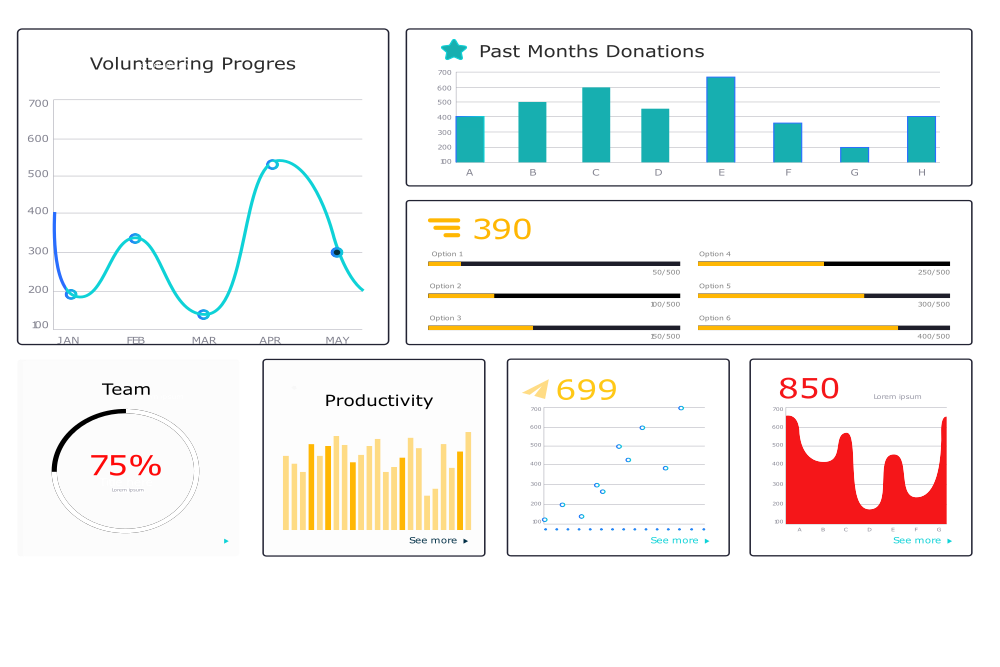 Volunteering Progres
700
600
500
400
300
200
100
JAN FEB MAR APR MAY
Past Months Donations
700
600
500
400
300
200
100
A B C D E F G H
390
Option 1
50/500
Option 2
100/500
Option 3
150/500
Option 4
250/500
Option 5
300/500
Option 6
400/500
Team
75%
Lorem ipsum
Productivity
See more
699
700
600
500
400
300
200
100
See more
850
Lorem ipsum
700
600
500
400
300
200
100
A B C D E F G
See more